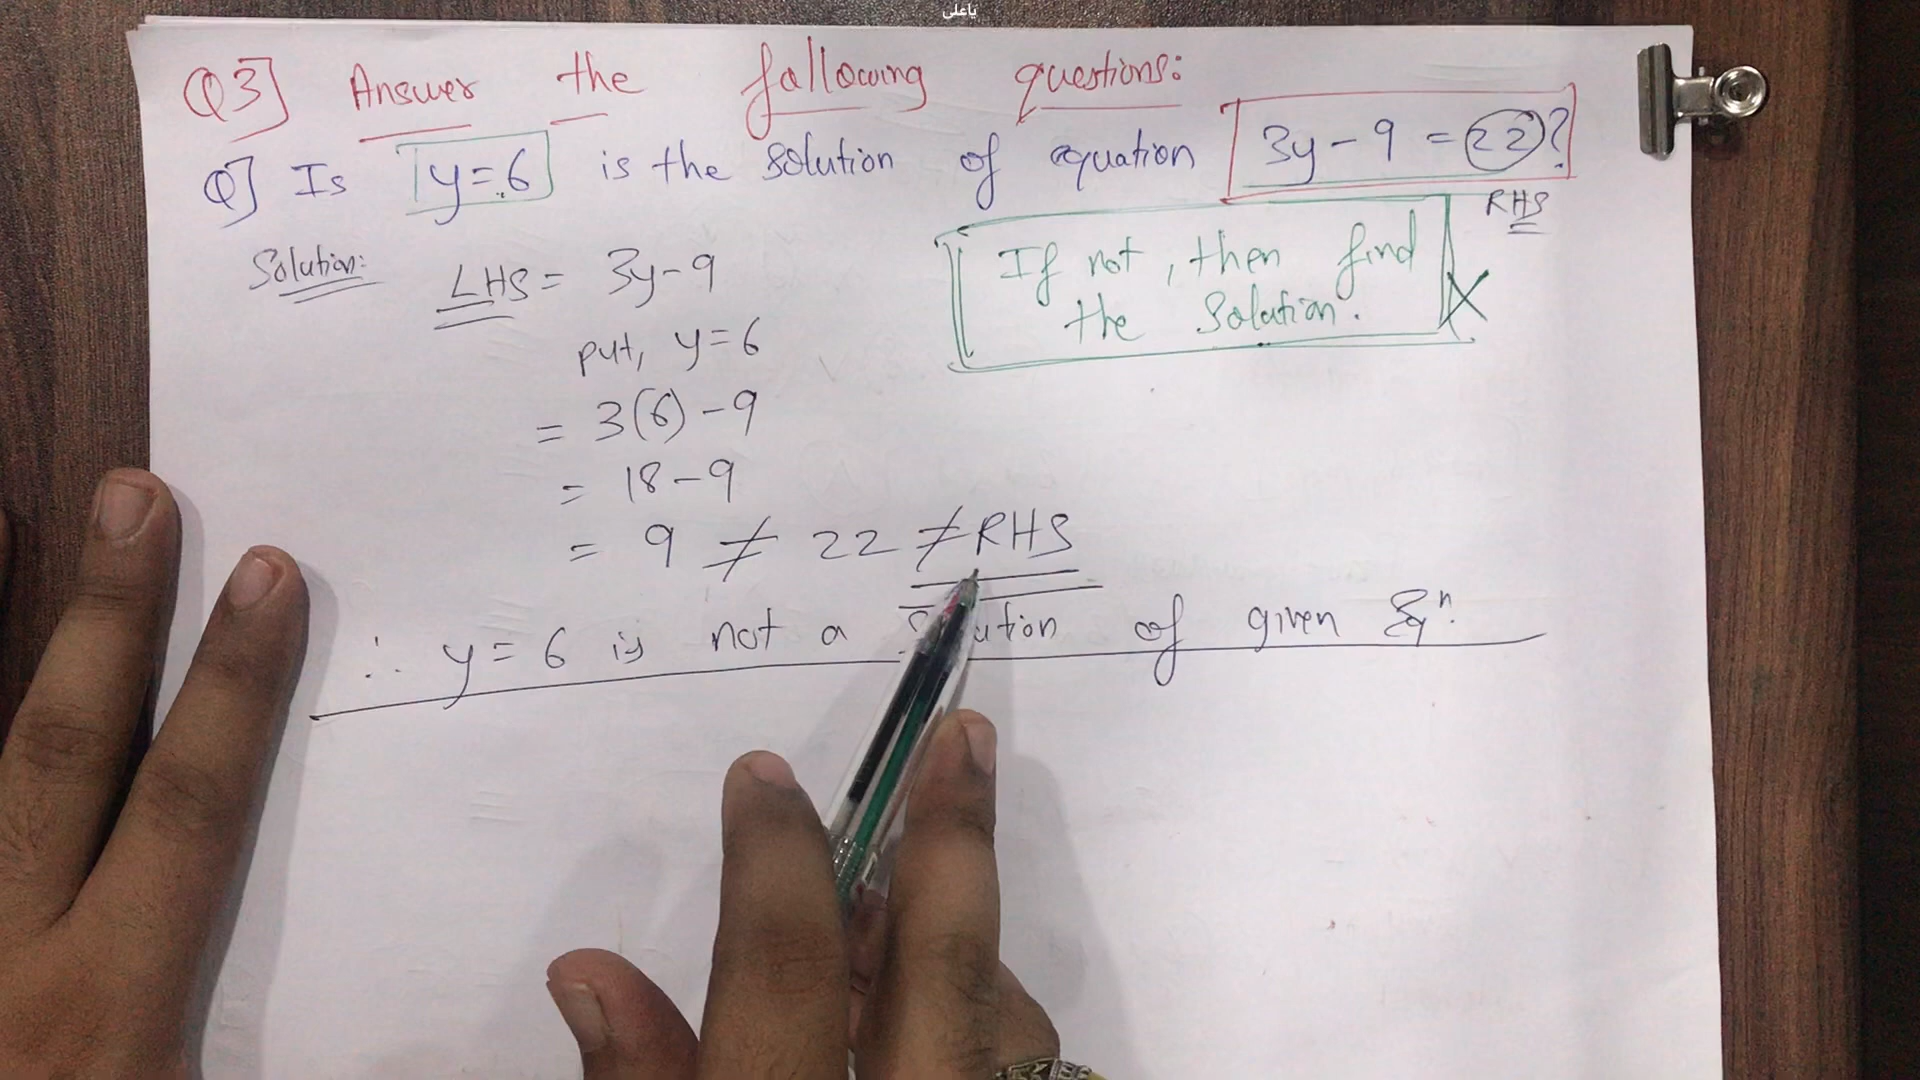 ياعلى
Q3] Answer the following questions:
Q] Is y=6 is the solution of equation 3y-9=22?
RHS
If not, then find
the Solution. X
Solution: LHS = 3y-9
put, y=6
= 3(6)-9
= 18-9
= 9 ≠ 22 ≠ RHS
∴ y=6 is not a of given Eqⁿ.